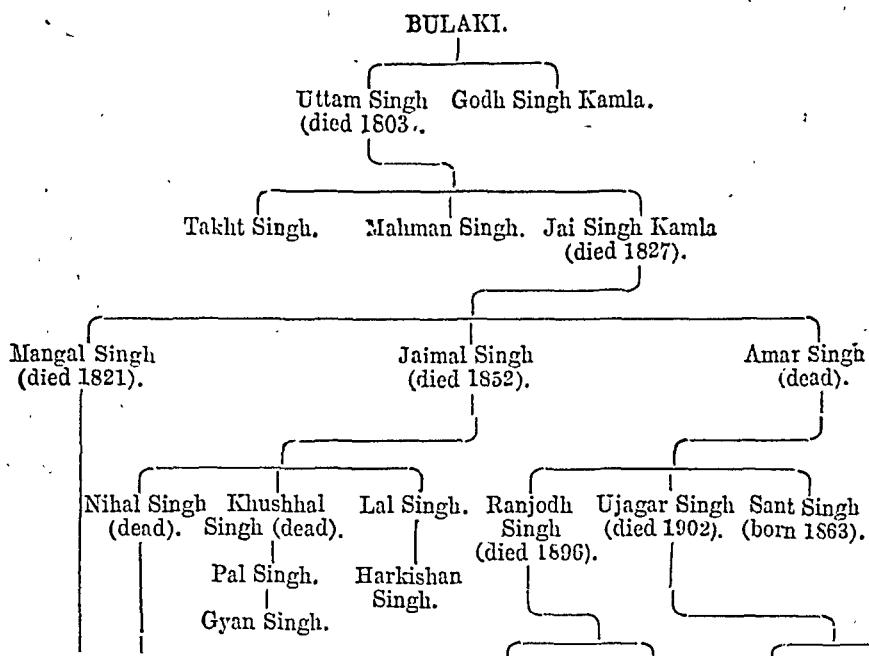 BULAKI.
Uttam Singh
(died 1803.
Godh Singh Kamla.
Takht Singh.
Mahman Singh.
Jai Singh Kamla
(died 1827).
Mangal Singh
(died 1821).
Jaimal Singh
(died 1852).
Amar Singh
(dead).
Nihal Singh
(dead).
Khushhal
Singh (dead).
Pal Singh.
Gyan Singh.
Lal Singh.
Harkishan
Singh.
Ranjodh
Singh
(died 1896).
Ujagar Singh
(died 1902).
Sant Singh
(born 1863).